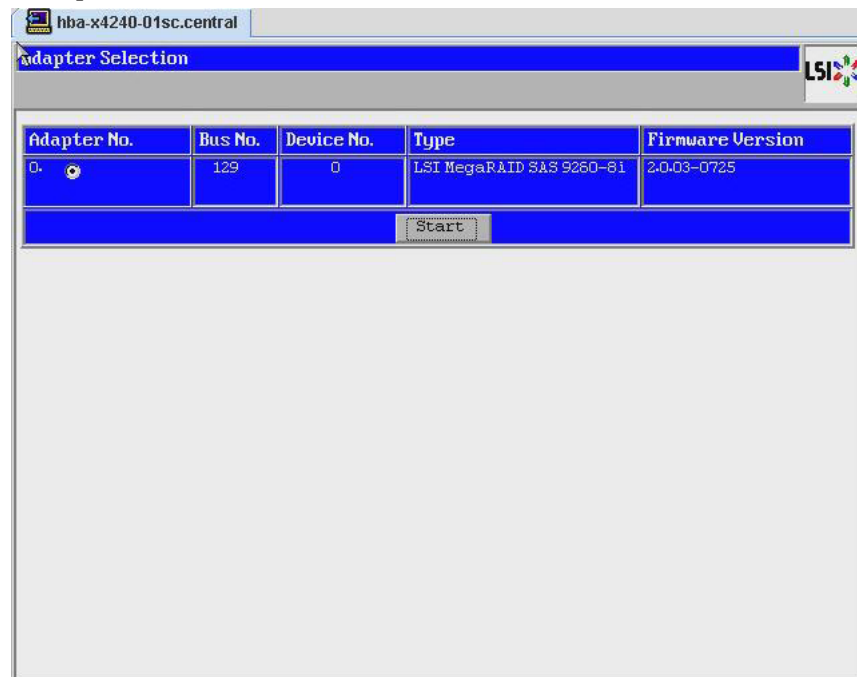 hba-x4240-01sc.central
Adapter Selection
LSI
Adapter No. Bus No. Device No. Type Firmware Version
0. 129 0 LSI MegaRAID SAS 9260-8i 2.0.03-0725
Start